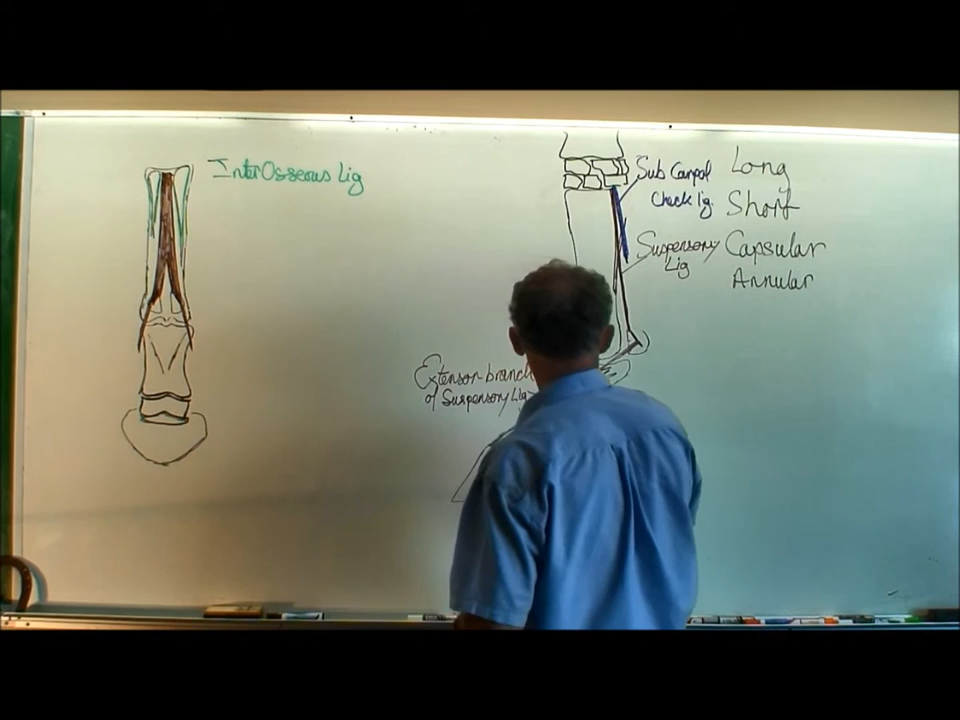 InterOsseous Lig
Sub Carpal
Check lig.
Suspensory
Lig
Long
Short
Capsular
Annular
Extensor branch
of Suspensory Lig